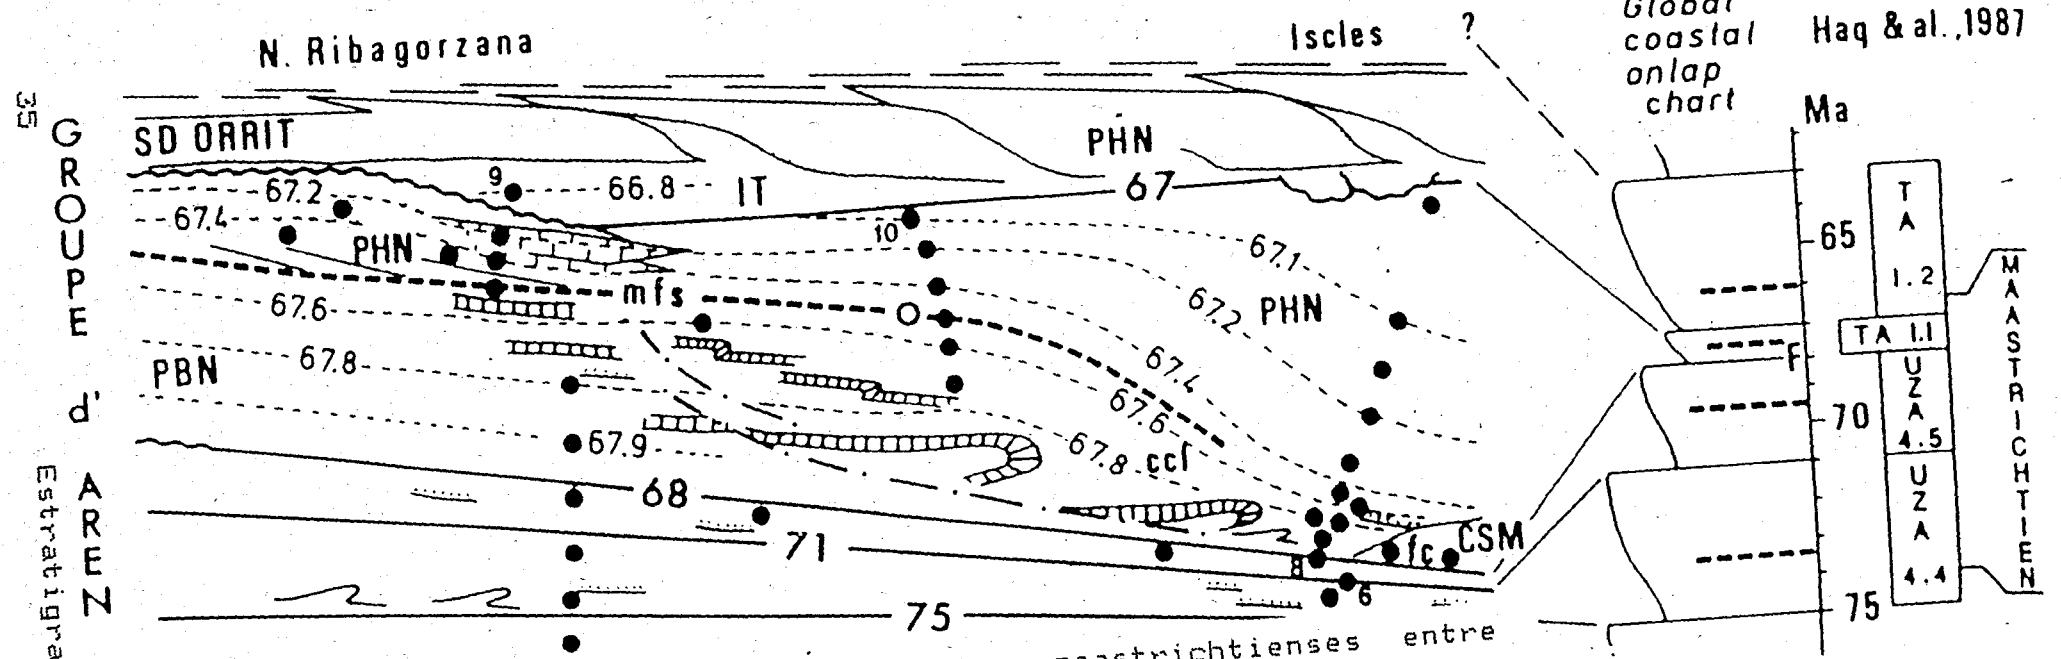 N. Ribagorzana
Iscles
?
Global
coastal
onlap
chart
Haq & al.,1987
Ma
35
GROUPE d'AREN
SD ORRIT
PHN
67.2
9
66.8
IT
67
67.4
PHN
10
67.1
mfs
67.2
PHN
67.6
67.8
PBN
67.4
67.6
67.9
67.8
ccf
68
71
CSM
fc
8
6
75
65
70
75
F
TA 1.2
TA 1.1
UZA 4.5
UZA 4.4
MAASTRICHTIEN
Estratigra
aastrichtienses entre